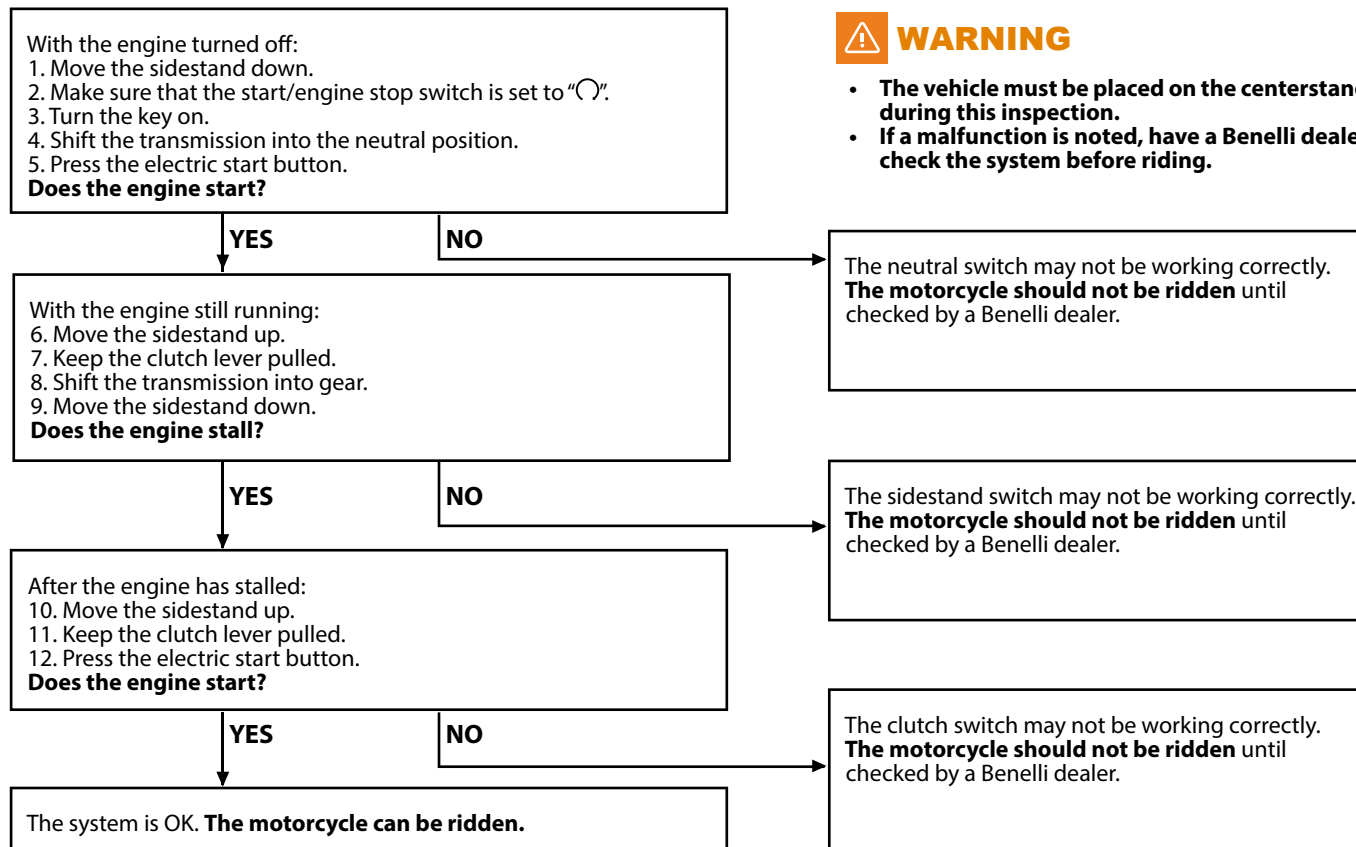 With the engine turned off:
1. Move the sidestand down.
2. Make sure that the start/engine stop switch is set to “ ”.
3. Turn the key on.
4. Shift the transmission into the neutral position.
5. Press the electric start button.
Does the engine start?
WARNING
• The vehicle must be placed on the centerstand
during this inspection.
• If a malfunction is noted, have a Benelli deale
check the system before riding.
YES
NO
The neutral switch may not be working correctly.
The motorcycle should not be ridden until
checked by a Benelli dealer.
With the engine still running:
6. Move the sidestand up.
7. Keep the clutch lever pulled.
8. Shift the transmission into gear.
9. Move the sidestand down.
Does the engine stall?
YES
NO
The sidestand switch may not be working correctly.
The motorcycle should not be ridden until
checked by a Benelli dealer.
After the engine has stalled:
10. Move the sidestand up.
11. Keep the clutch lever pulled.
12. Press the electric start button.
Does the engine start?
YES
NO
The clutch switch may not be working correctly.
The motorcycle should not be ridden until
checked by a Benelli dealer.
The system is OK. The motorcycle can be ridden.